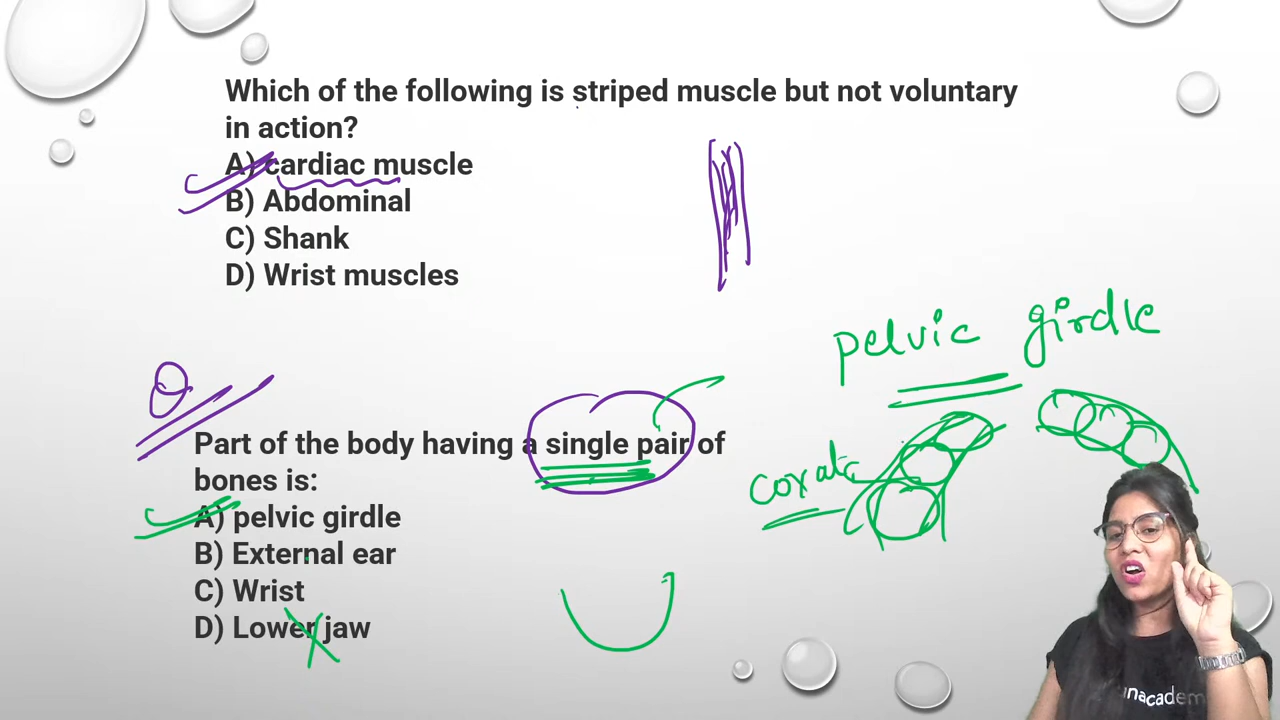 Which of the following is striped muscle but not voluntary
in action?
A) cardiac muscle
B) Abdominal
C) Shank
D) Wrist muscles
pelvic girdle
Part of the body having a single pair of
bones is:
A) pelvic girdle
B) External ear
C) Wrist
D) Lower jaw
unacadem